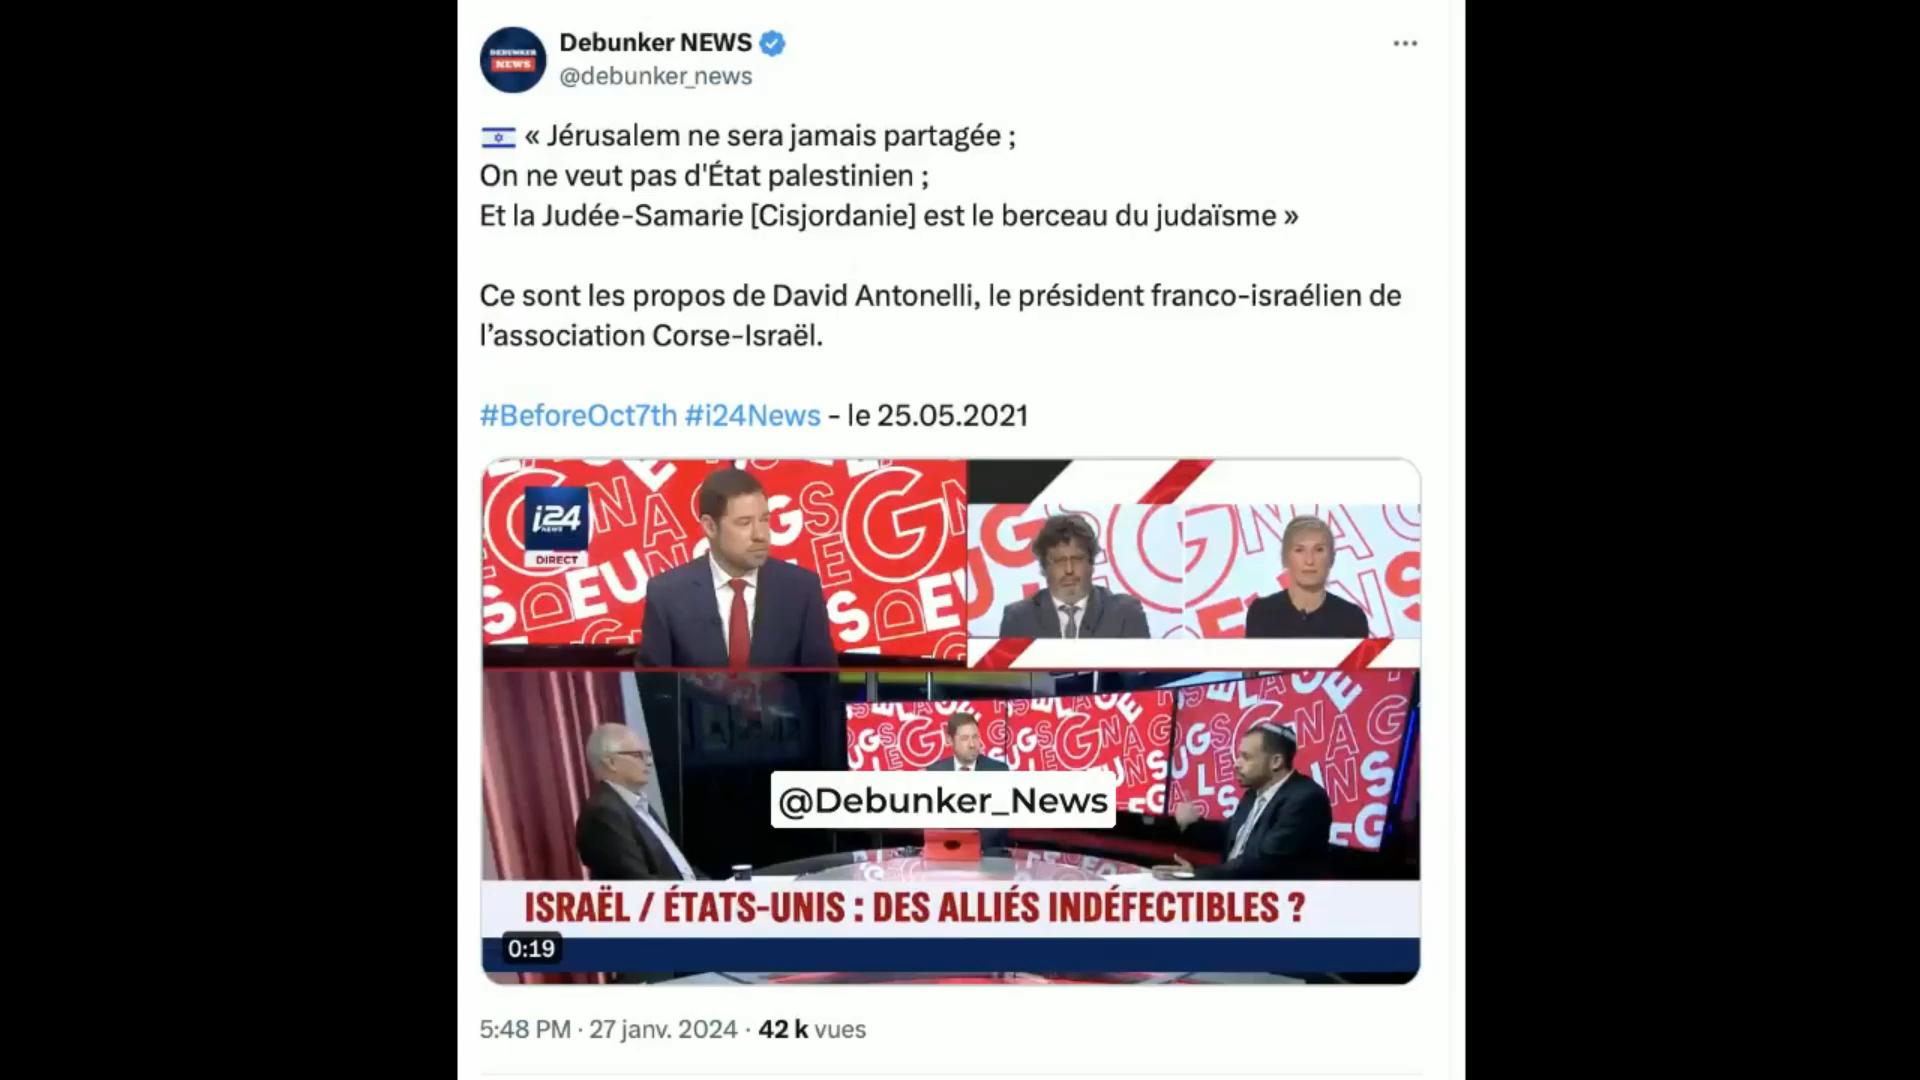 DEBUNKER
NEWS
Debunker NEWS
@debunker_news
« Jérusalem ne sera jamais partagée ;
On ne veut pas d'État palestinien ;
Et la Judée-Samarie [Cisjordanie] est le berceau du judaïsme »
Ce sont les propos de David Antonelli, le président franco-israélien de
l’association Corse-Israël.
#BeforeOct7th #i24News - le 25.05.2021
i24
NEWS
DIRECT
@Debunker_News
ISRAËL / ÉTATS-UNIS : DES ALLIÉS INDÉFECTIBLES ?
0:19
5:48 PM · 27 janv. 2024 · 42 k vues